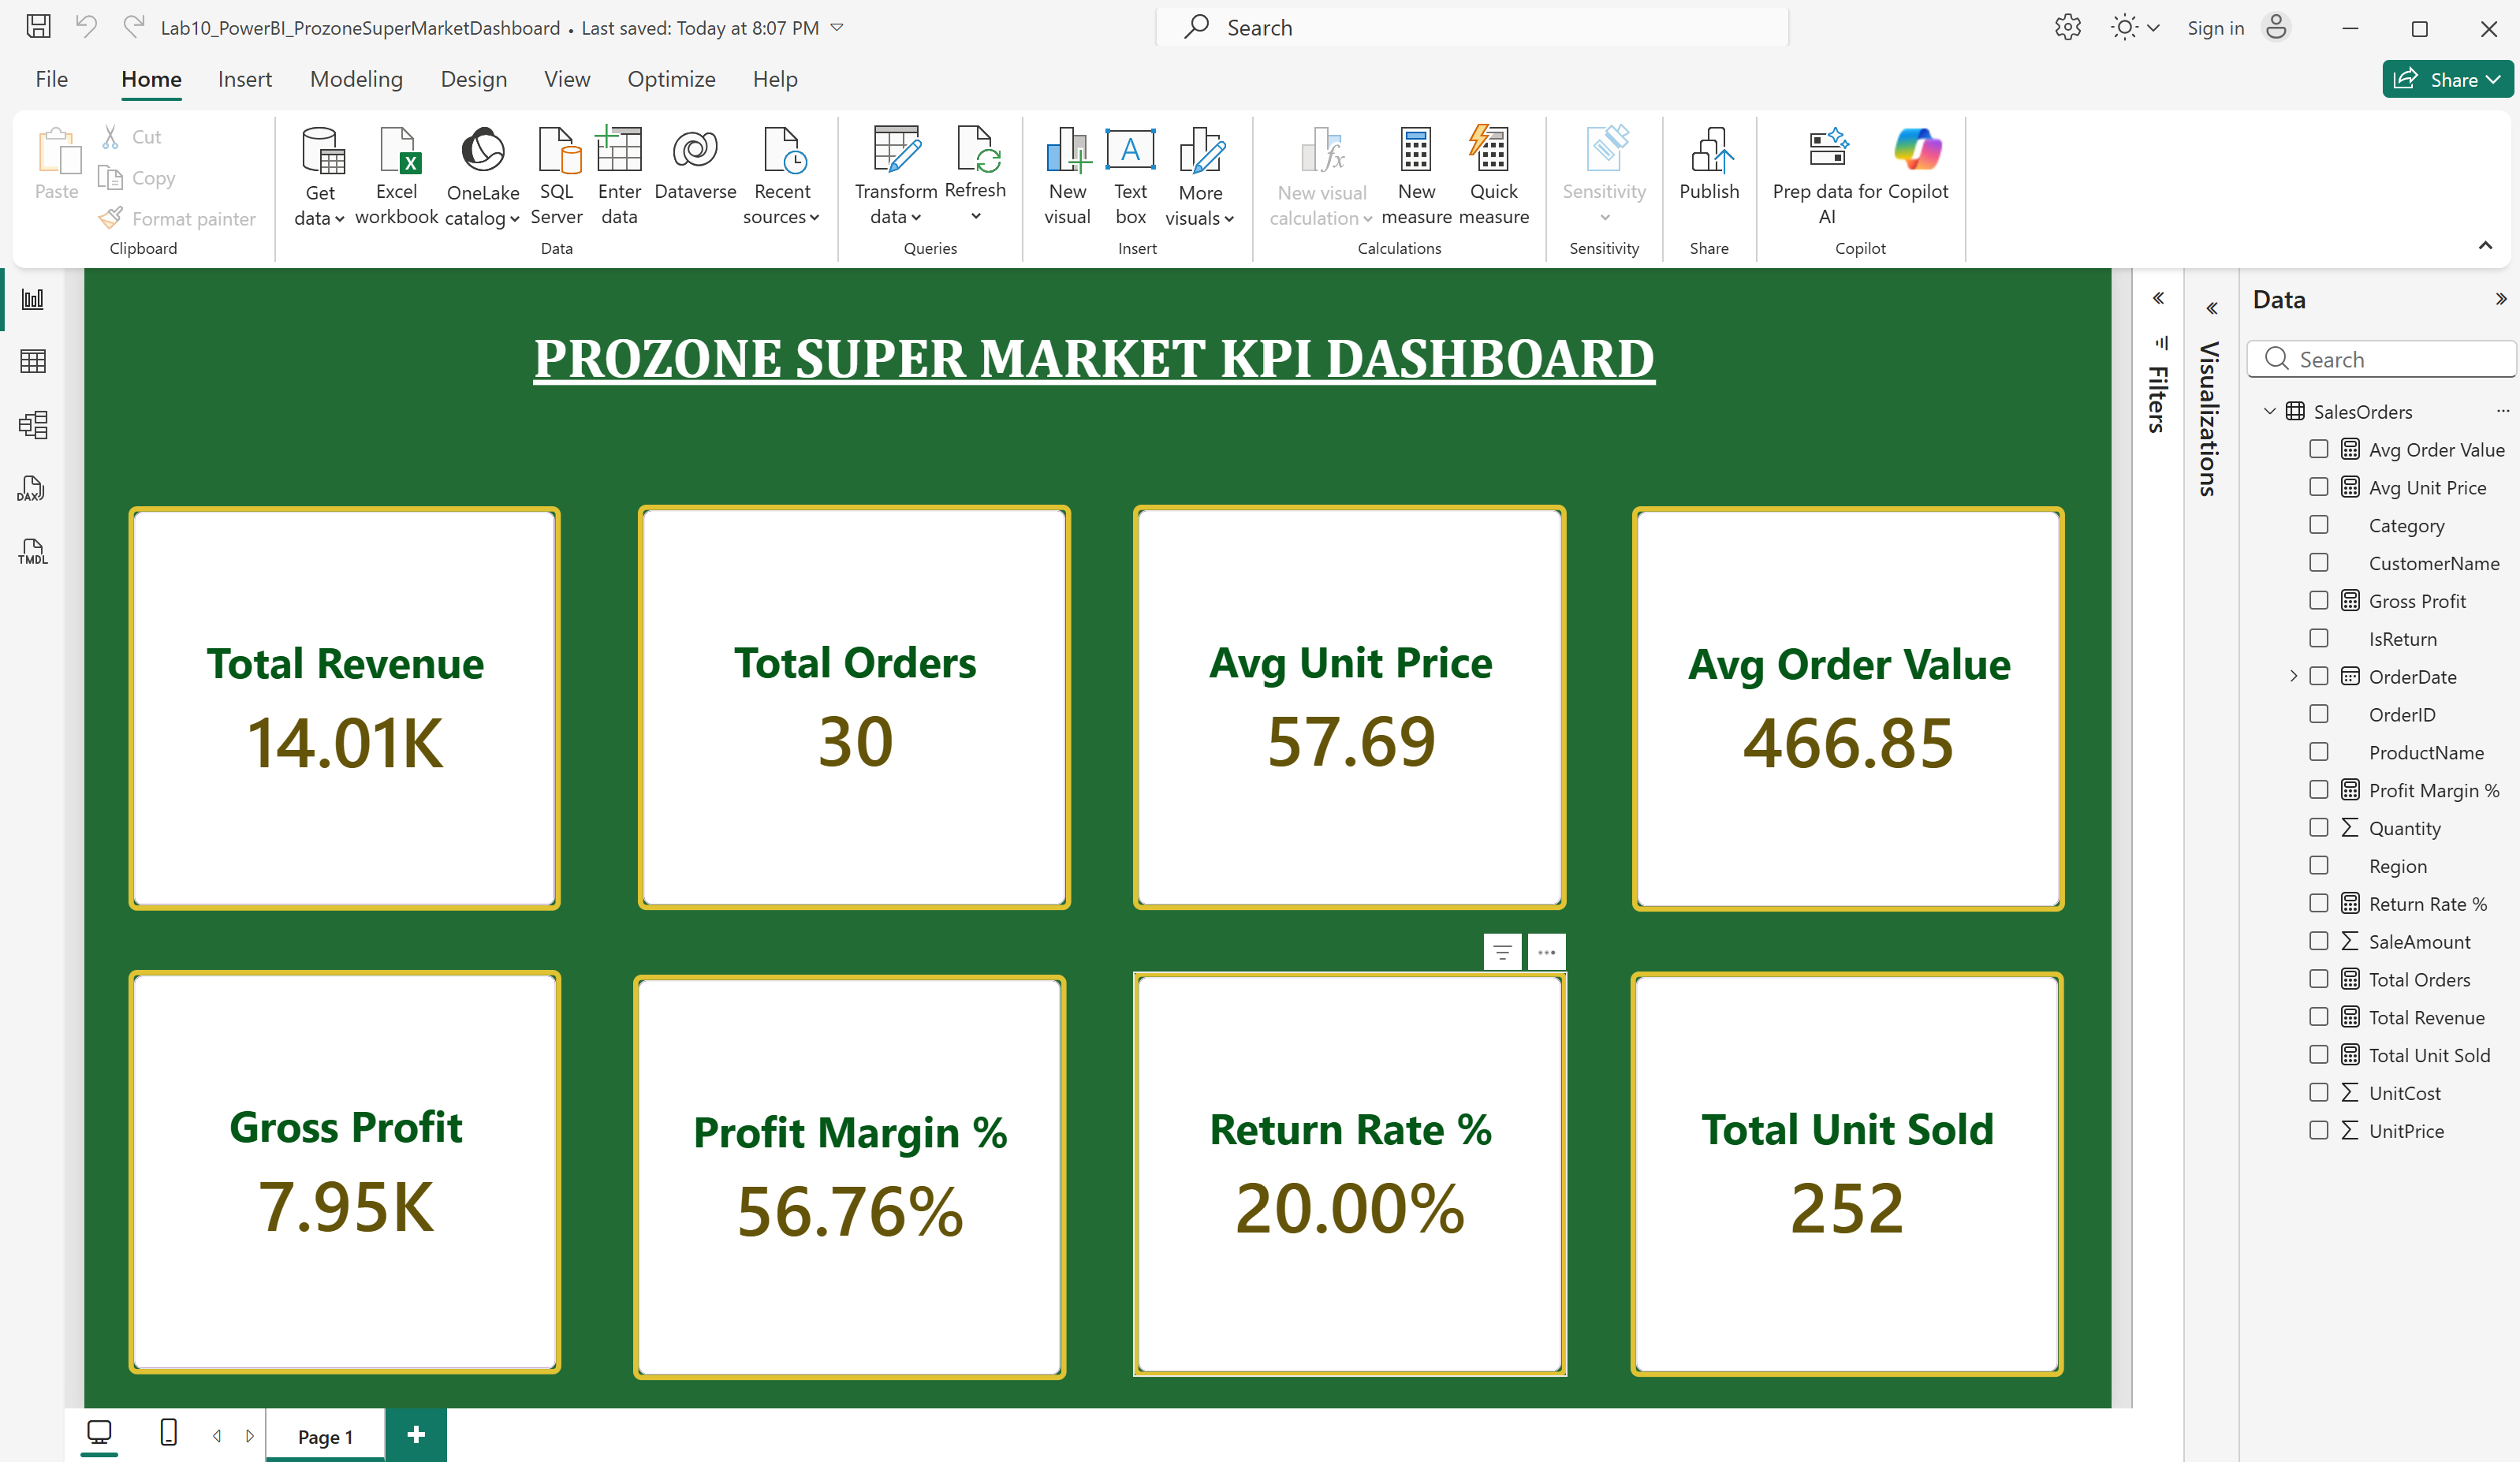 Lab10_PowerBI_ProzoneSuperMarketDashboard • Last saved: Today at 8:07 PM
Search
Sign in
File Home Insert Modeling Design View Optimize Help
Share
Paste
Cut
Copy
Format painter
Clipboard
Get data
Excel workbook
OneLake catalog
SQL Server
Enter data
Dataverse
Recent sources
Data
Transform data
Refresh
Queries
New visual
Text box
More visuals
Insert
New visual calculation
New measure
Quick measure
Calculations
Sensitivity
Sensitivity
Publish
Share
Prep data for AI
Copilot
Copilot
DAX
TMDL
PROZONE SUPER MARKET KPI DASHBOARD
Total Revenue
14.01K
Total Orders
30
Avg Unit Price
57.69
Avg Order Value
466.85
Gross Profit
7.95K
Profit Margin %
56.76%
Return Rate %
20.00%
Total Unit Sold
252
Filters
Visualizations
Data
Search
SalesOrders
Avg Order Value
Avg Unit Price
Category
CustomerName
Gross Profit
IsReturn
OrderDate
OrderID
ProductName
Profit Margin %
Quantity
Region
Return Rate %
SaleAmount
Total Orders
Total Revenue
Total Unit Sold
UnitCost
UnitPrice
Page 1